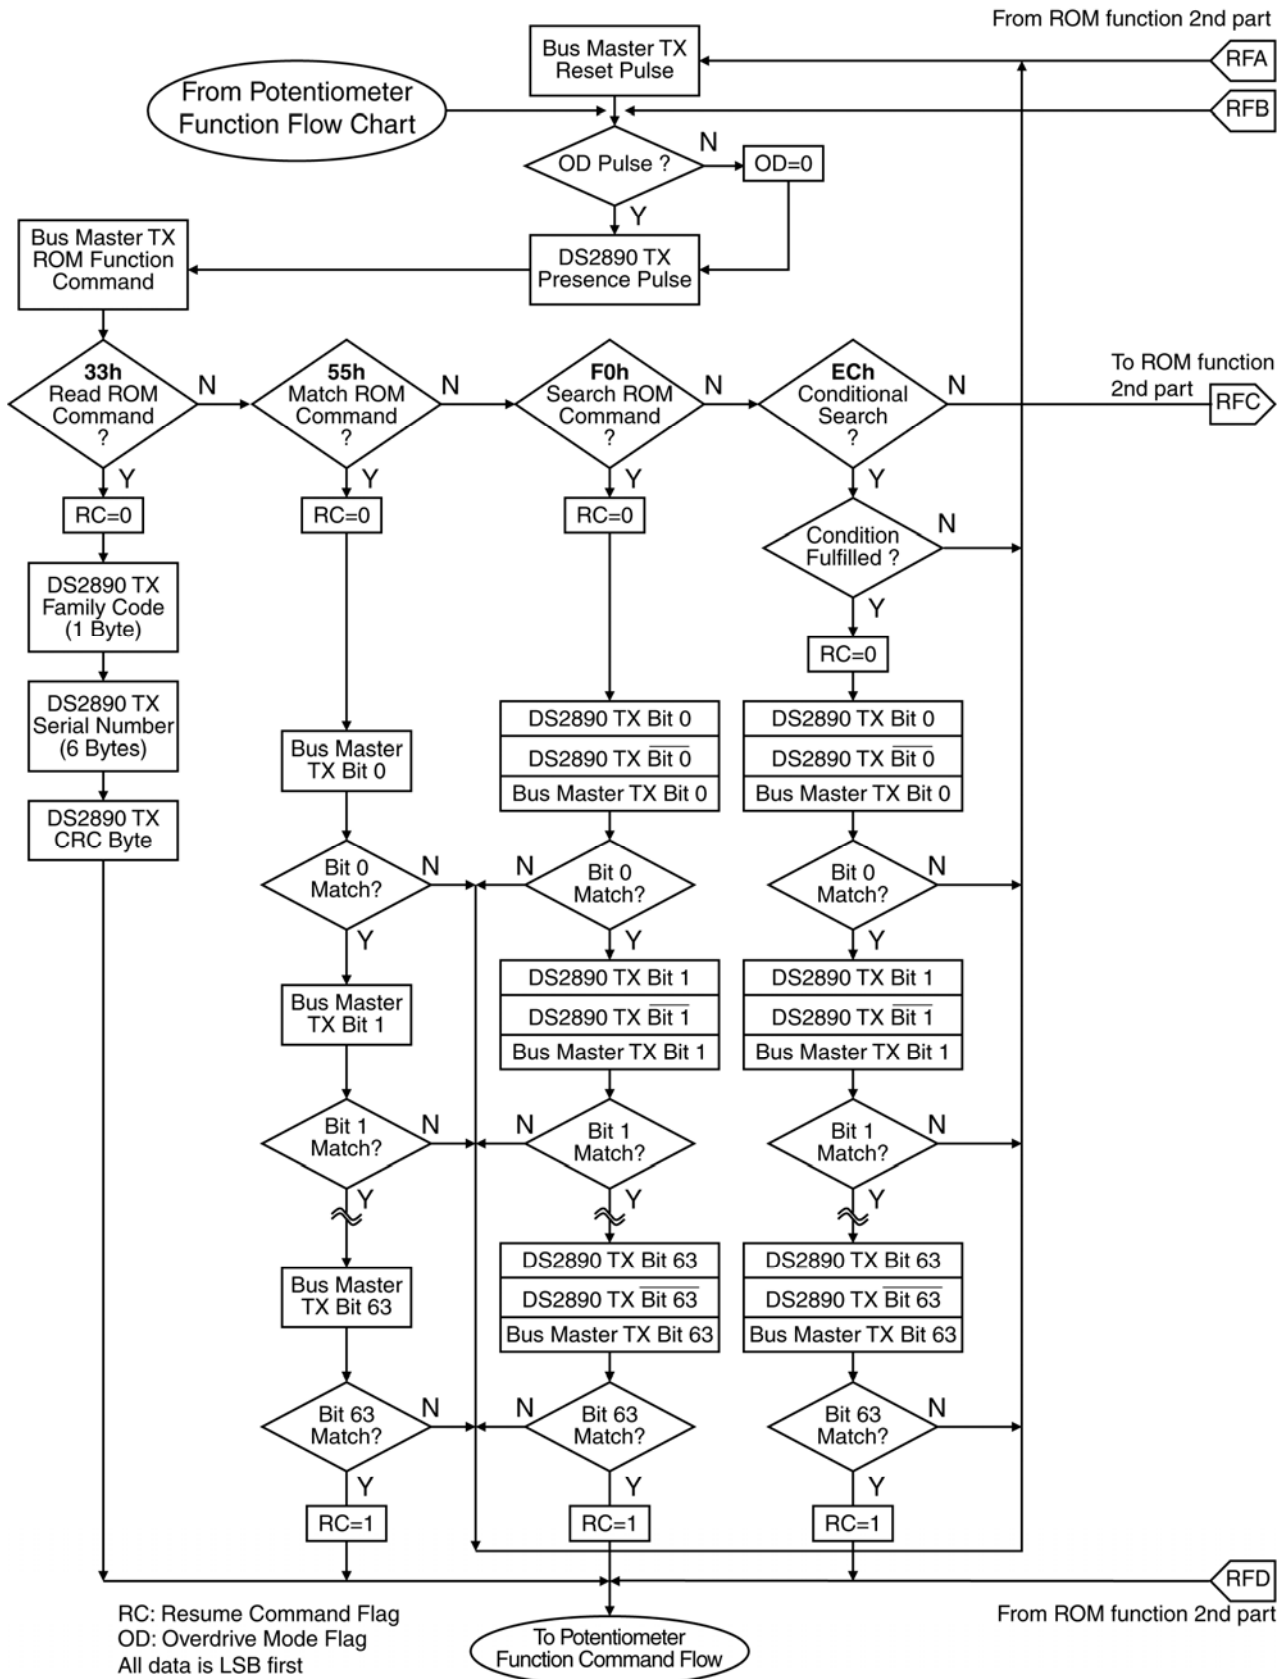 From ROM function 2nd part
Bus Master TX
Reset Pulse
RFA
From Potentiometer
Function Flow Chart
RFB
OD Pulse ?
N
OD=0
Y
Bus Master TX
ROM Function
Command
DS2890 TX
Presence Pulse
33h
Read ROM
Command
?
N
55h
Match ROM
Command
?
N
F0h
Search ROM
Command
?
N
ECh
Conditional
Search
?
N
To ROM function
2nd part
RFC
Y
Y
Y
Y
RC=0
RC=0
RC=0
Condition
Fulfilled ?
N
Y
RC=0
DS2890 TX
Family Code
(1 Byte)
DS2890 TX
Serial Number
(6 Bytes)
DS2890 TX
CRC Byte
Bus Master
TX Bit 0
DS2890 TX Bit 0
DS2890 TX Bit 0
Bus Master TX Bit 0
DS2890 TX Bit 0
DS2890 TX Bit 0
Bus Master TX Bit 0
Bit 0
Match?
N
N
Bit 0
Match?
Bit 0
Match?
N
Y
Y
Y
Bus Master
TX Bit 1
DS2890 TX Bit 1
DS2890 TX Bit 1
Bus Master TX Bit 1
DS2890 TX Bit 1
DS2890 TX Bit 1
Bus Master TX Bit 1
Bit 1
Match?
N
N
Bit 1
Match?
Bit 1
Match?
N
Y
Y
Y
Bus Master
TX Bit 63
DS2890 TX Bit 63
DS2890 TX Bit 63
Bus Master TX Bit 63
DS2890 TX Bit 63
DS2890 TX Bit 63
Bus Master TX Bit 63
Bit 63
Match?
N
N
Bit 63
Match?
Bit 63
Match?
N
Y
Y
Y
RC=1
RC=1
RC=1
RFD
From ROM function 2nd part
RC: Resume Command Flag
OD: Overdrive Mode Flag
All data is LSB first
To Potentiometer
Function Command Flow